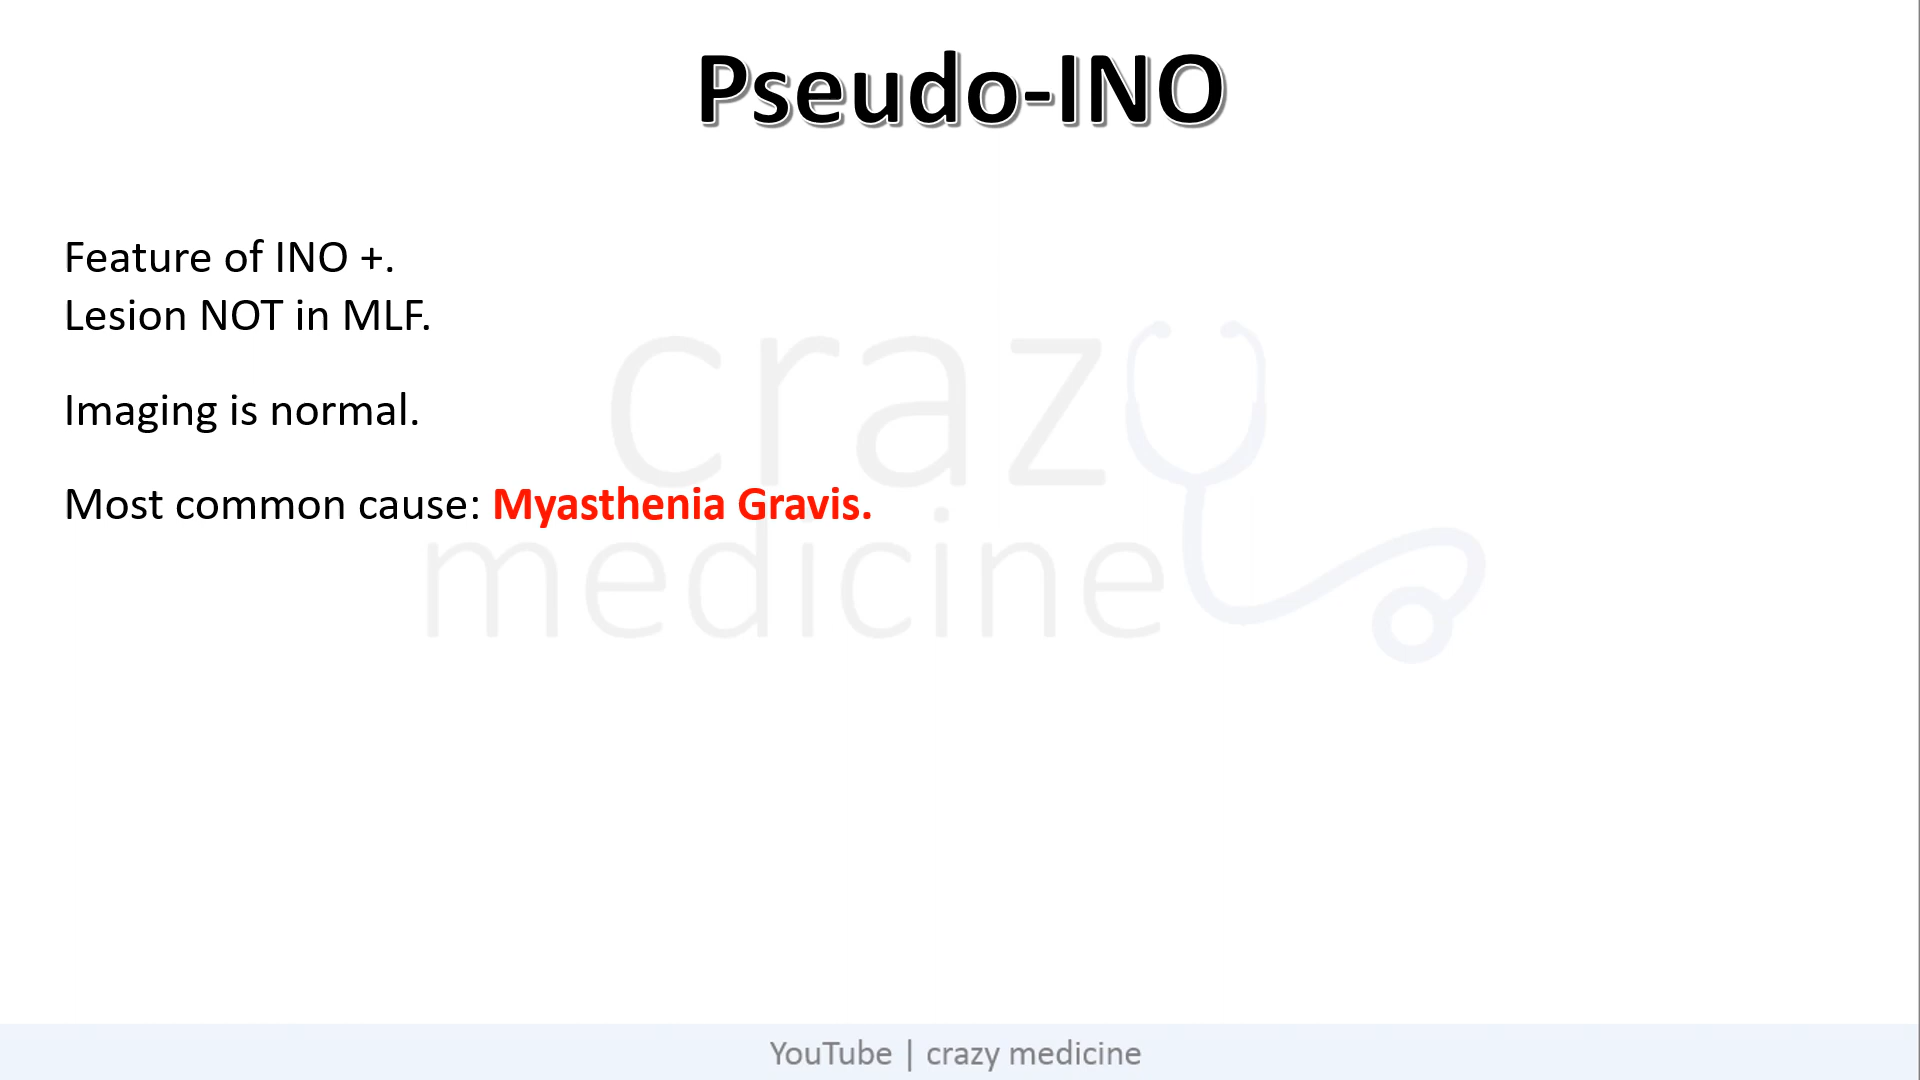 Pseudo-INO
Feature of INO +.
Lesion NOT in MLF.
Imaging is normal.
Most common cause: Myasthenia Gravis.
crazy
medicine
YouTube | crazy medicine